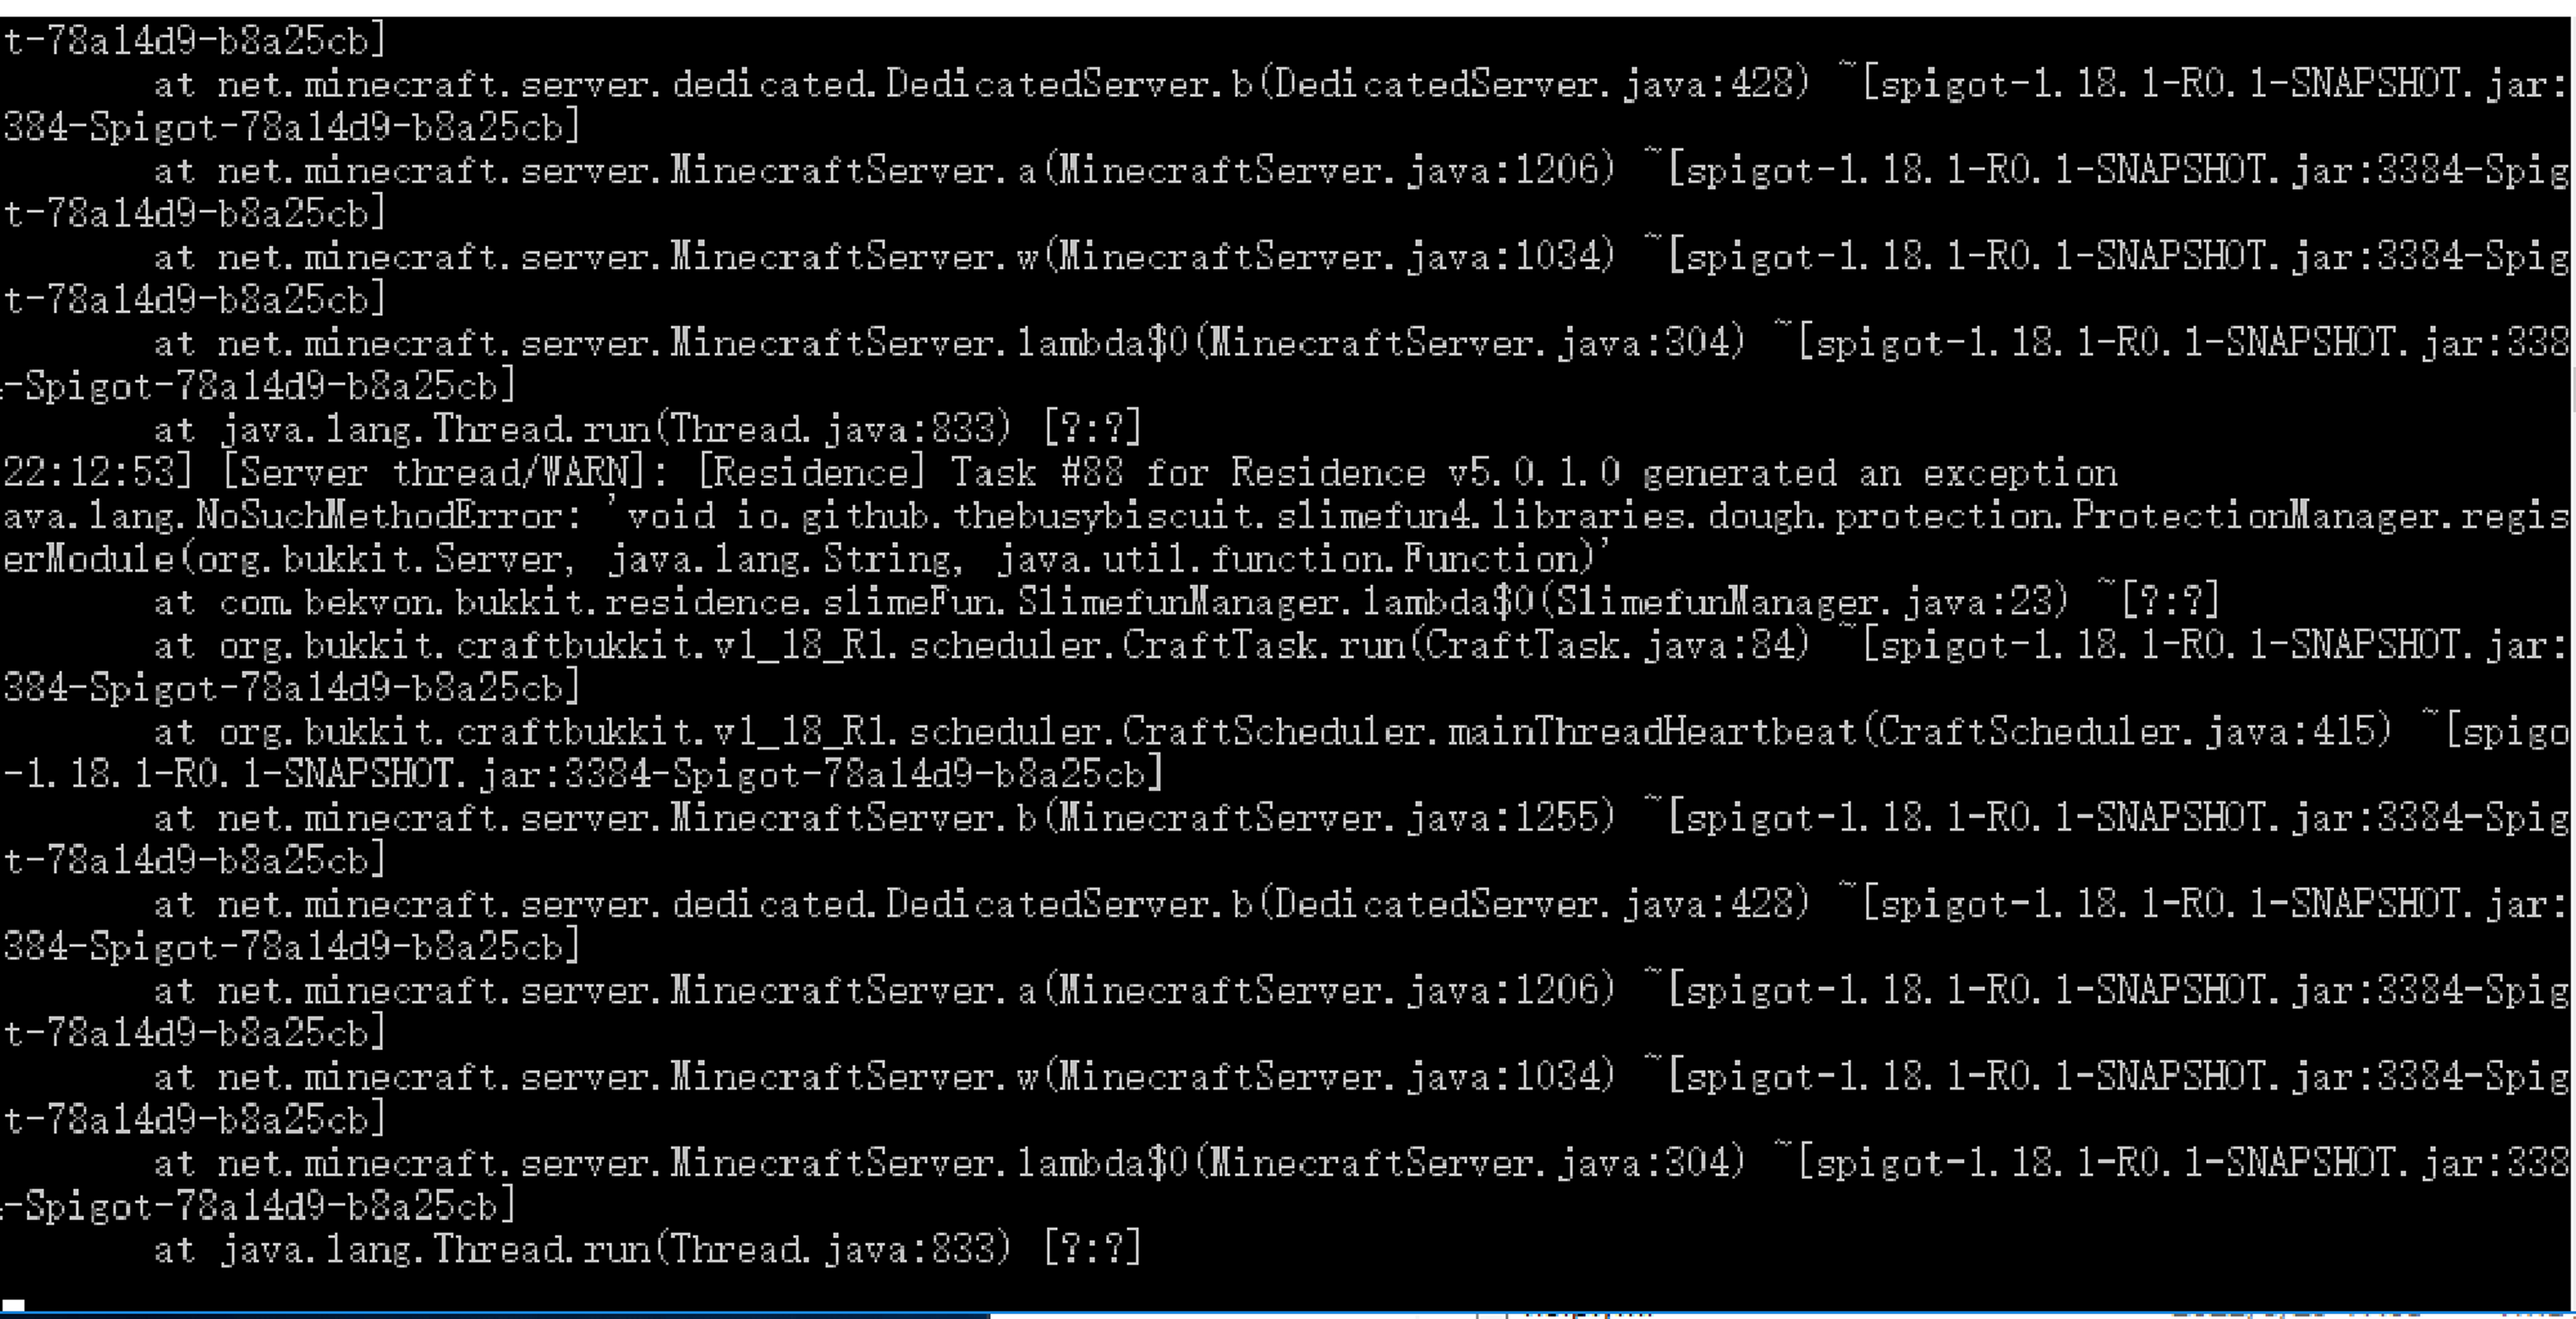 t-78a14d9-b8a25cb]
at net.minecraft.server.dedicated.DedicatedServer.b(DedicatedServer.java:428) ~[spigot-1.18.1-R0.1-SNAPSHOT.jar:
384-Spigot-78a14d9-b8a25cb]
at net.minecraft.server.MinecraftServer.a(MinecraftServer.java:1206) ~[spigot-1.18.1-R0.1-SNAPSHOT.jar:3384-Spig
t-78a14d9-b8a25cb]
at net.minecraft.server.MinecraftServer.w(MinecraftServer.java:1034) ~[spigot-1.18.1-R0.1-SNAPSHOT.jar:3384-Spig
t-78a14d9-b8a25cb]
at net.minecraft.server.MinecraftServer.lambda$0(MinecraftServer.java:304) ~[spigot-1.18.1-R0.1-SNAPSHOT.jar:338
-Spigot-78a14d9-b8a25cb]
at java.lang.Thread.run(Thread.java:833) [?:?]
22:12:53] [Server thread/WARN]: [Residence] Task #88 for Residence v5.0.1.0 generated an exception
ava.lang.NoSuchMethodError: 'void io.github.thebusybiscuit.slimefun4.libraries.dough.protection.ProtectionManager.regis
erModule(org.bukkit.Server, java.lang.String, java.util.function.Function)'
at com.bekvon.bukkit.residence.slimeFun.SlimefunManager.lambda$0(SlimefunManager.java:23) ~[?:?]
at org.bukkit.craftbukkit.v1_18_R1.scheduler.CraftTask.run(CraftTask.java:84) ~[spigot-1.18.1-R0.1-SNAPSHOT.jar:
384-Spigot-78a14d9-b8a25cb]
at org.bukkit.craftbukkit.v1_18_R1.scheduler.CraftScheduler.mainThreadHeartbeat(CraftScheduler.java:415) ~[spigo
-1.18.1-R0.1-SNAPSHOT.jar:3384-Spigot-78a14d9-b8a25cb]
at net.minecraft.server.MinecraftServer.b(MinecraftServer.java:1255) ~[spigot-1.18.1-R0.1-SNAPSHOT.jar:3384-Spig
t-78a14d9-b8a25cb]
at net.minecraft.server.dedicated.DedicatedServer.b(DedicatedServer.java:428) ~[spigot-1.18.1-R0.1-SNAPSHOT.jar:
384-Spigot-78a14d9-b8a25cb]
at net.minecraft.server.MinecraftServer.a(MinecraftServer.java:1206) ~[spigot-1.18.1-R0.1-SNAPSHOT.jar:3384-Spig
t-78a14d9-b8a25cb]
at net.minecraft.server.MinecraftServer.w(MinecraftServer.java:1034) ~[spigot-1.18.1-R0.1-SNAPSHOT.jar:3384-Spig
t-78a14d9-b8a25cb]
at net.minecraft.server.MinecraftServer.lambda$0(MinecraftServer.java:304) ~[spigot-1.18.1-R0.1-SNAPSHOT.jar:338
-Spigot-78a14d9-b8a25cb]
at java.lang.Thread.run(Thread.java:833) [?:?]